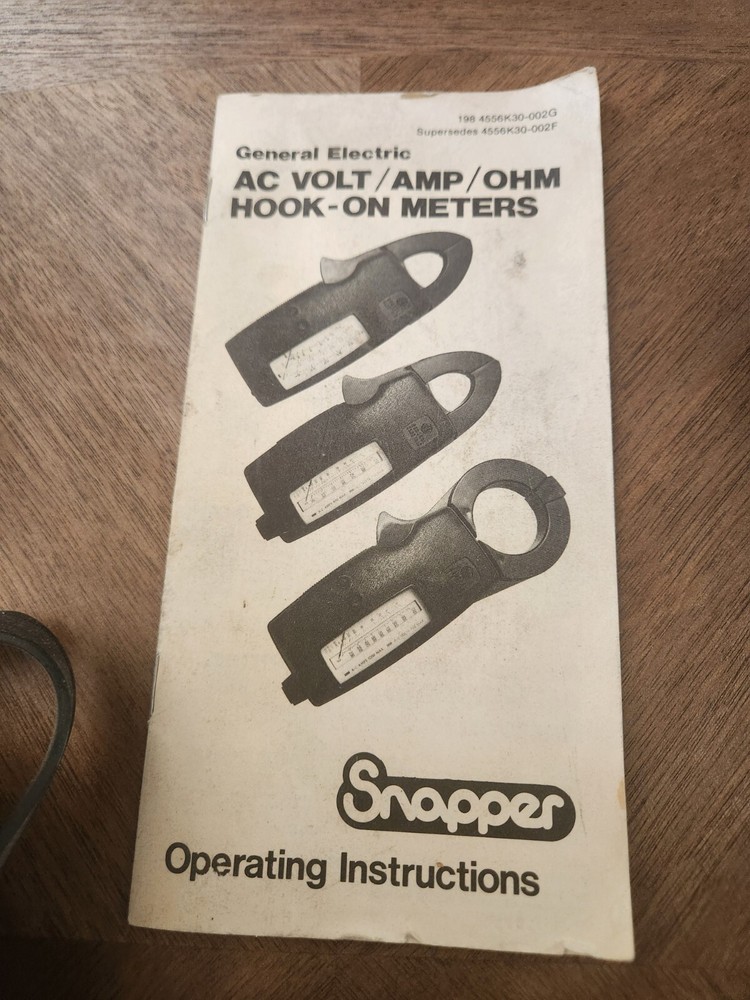 198 4556K30-002G
Supersedes 4556K30-002F
General Electric
AC VOLT/AMP/OHM
HOOK-ON METERS
Snapper
Operating Instructions